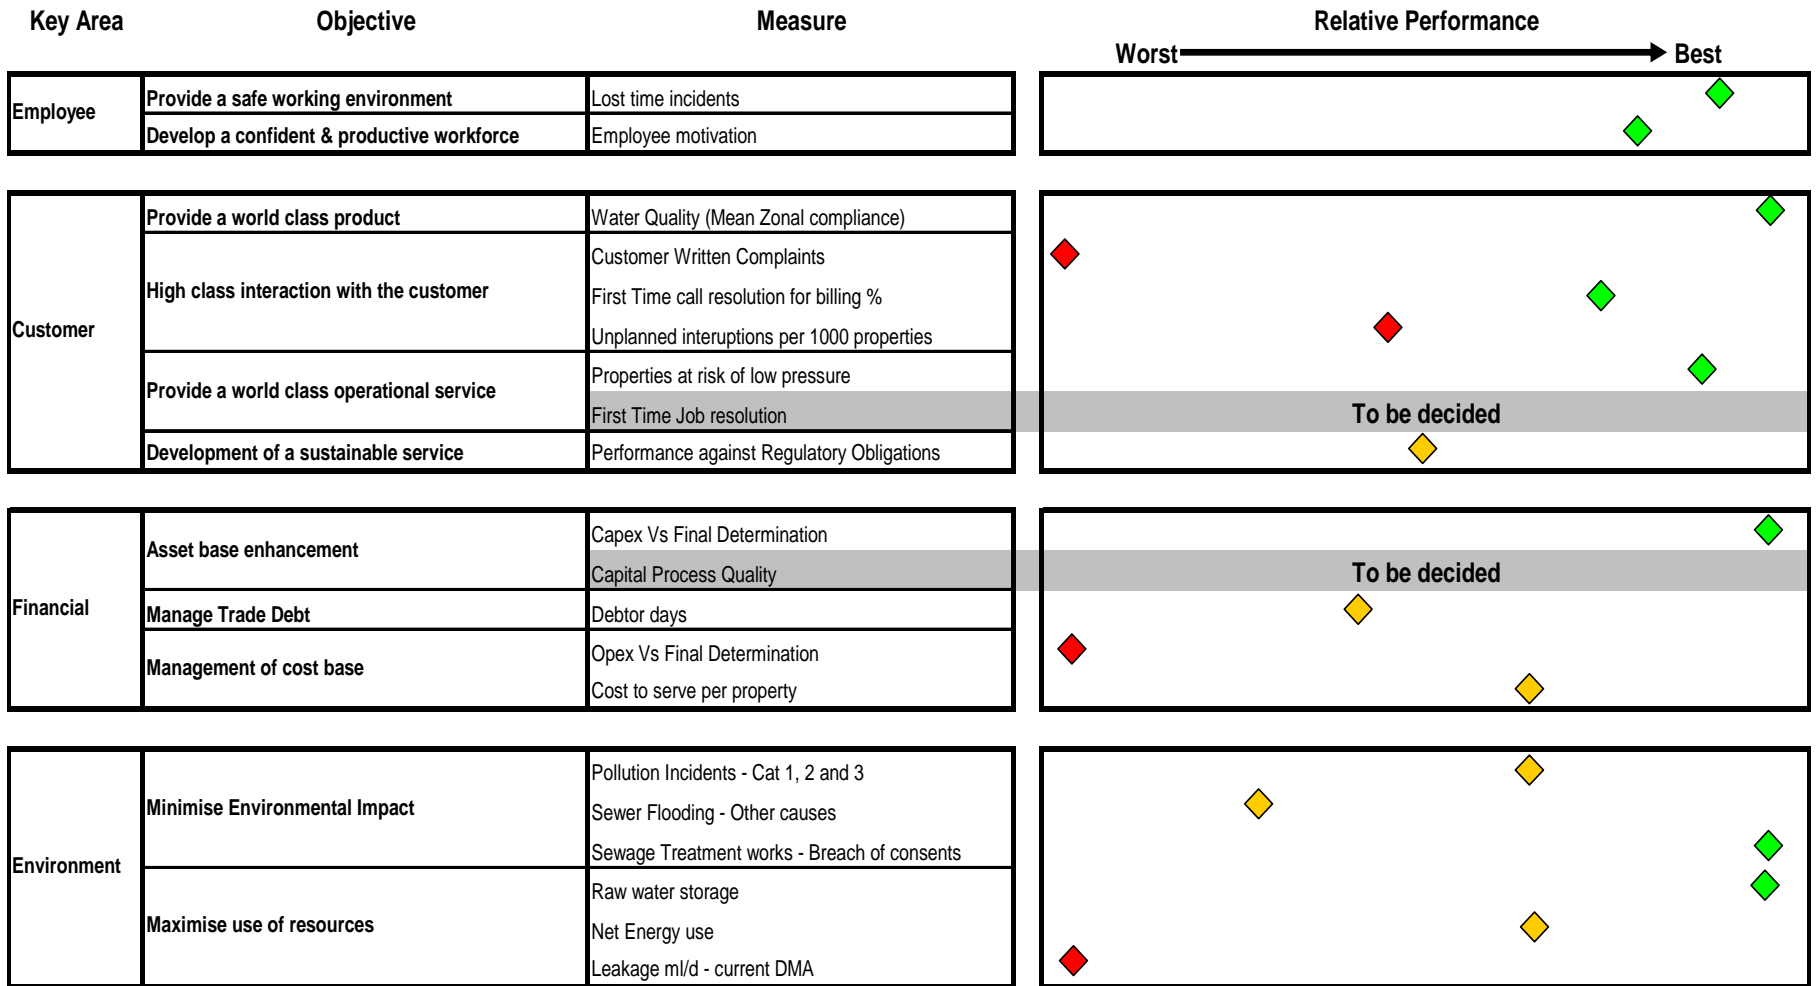 Key Area Objective Measure Relative Performance
Worst Best
Employee
Provide a safe working environment Lost time incidents
Develop a confident & productive workforce Employee motivation
Customer
Provide a world class product Water Quality (Mean Zonal compliance)
High class interaction with the customer
Customer Written Complaints
First Time call resolution for billing %
Unplanned interuptions per 1000 properties
Provide a world class operational service
Properties at risk of low pressure
First Time Job resolution To be decided
Development of a sustainable service Performance against Regulatory Obligations
Financial
Asset base enhancement
Capex Vs Final Determination
Capital Process Quality To be decided
Manage Trade Debt Debtor days
Management of cost base
Opex Vs Final Determination
Cost to serve per property
Environment
Minimise Environmental Impact
Pollution Incidents - Cat 1, 2 and 3
Sewer Flooding - Other causes
Sewage Treatment works - Breach of consents
Maximise use of resources
Raw water storage
Net Energy use
Leakage ml/d - current DMA